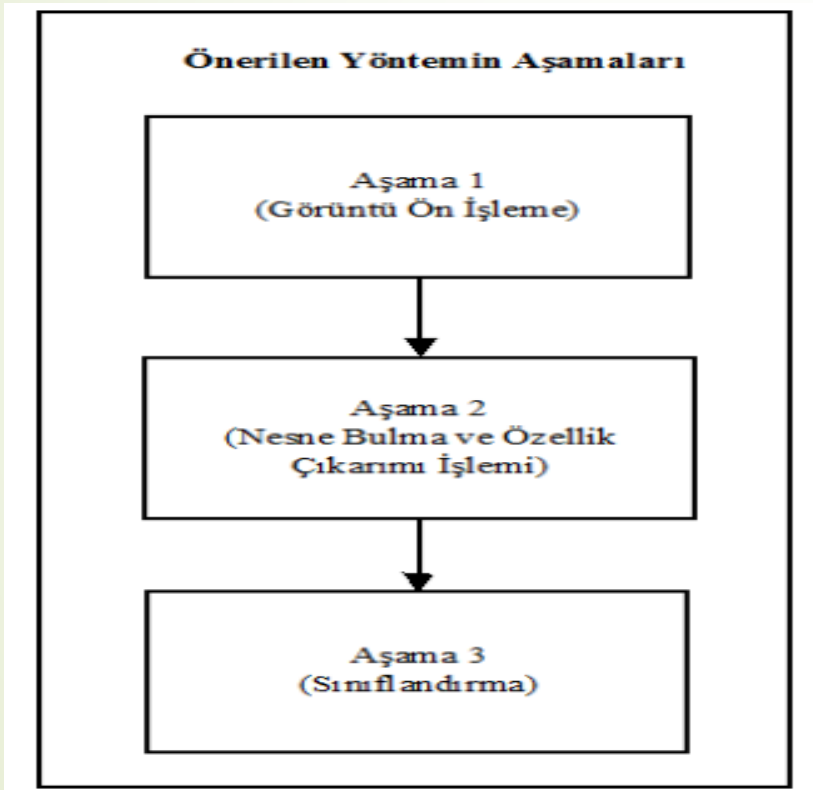 Önerilen Yöntemin Aşamaları
Aşama 1
(Görüntü Ön İşleme)
Aşama 2
(Nesne Bulma ve Özellik
Çıkarımı İşlemi)
Aşama 3
(Sınıflandırma)